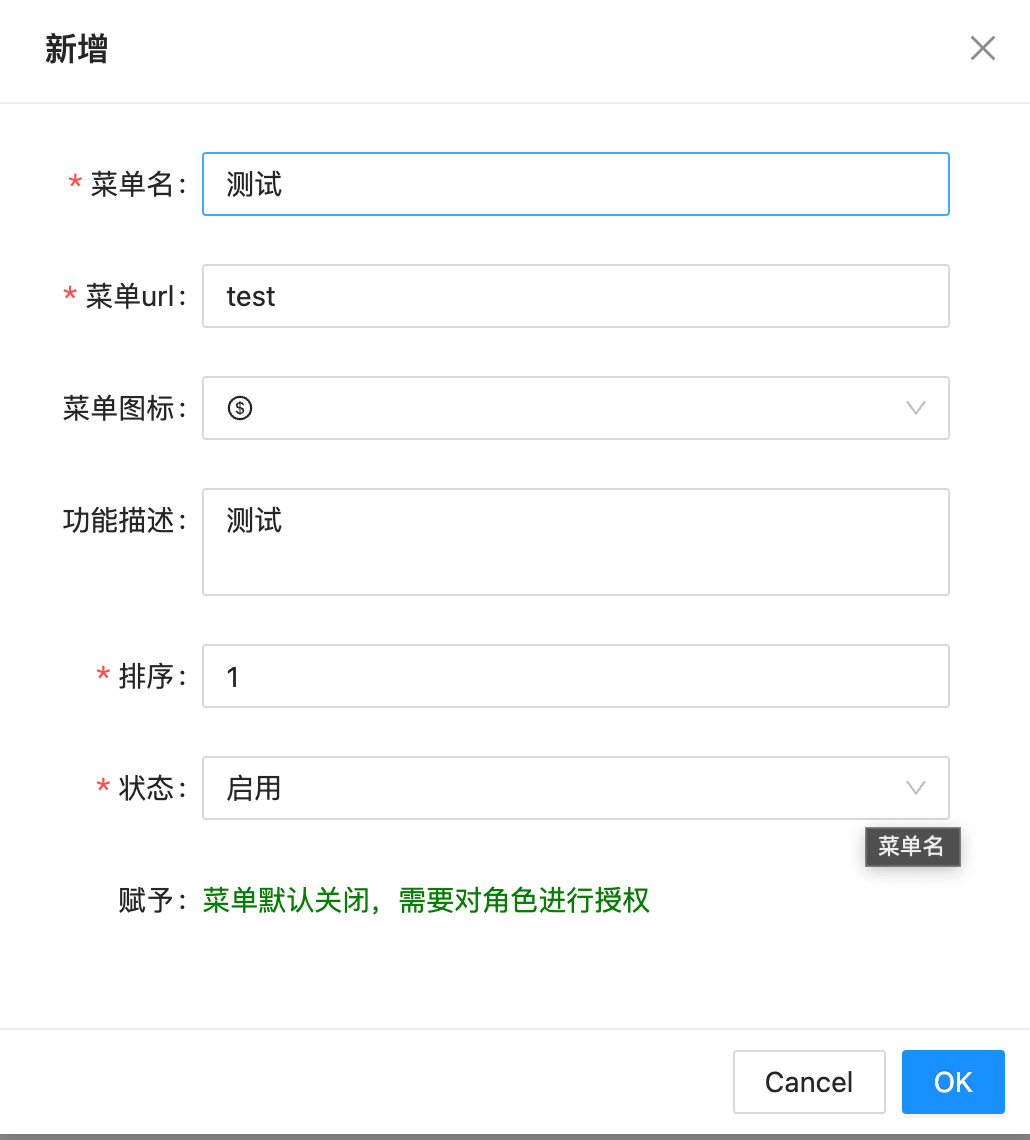 新增
* 菜单名: 测试
* 菜单url: test
菜单图标: $
功能描述: 测试
* 排序: 1
* 状态: 启用
菜单名
赋予: 菜单默认关闭，需要对角色进行授权
Cancel OK